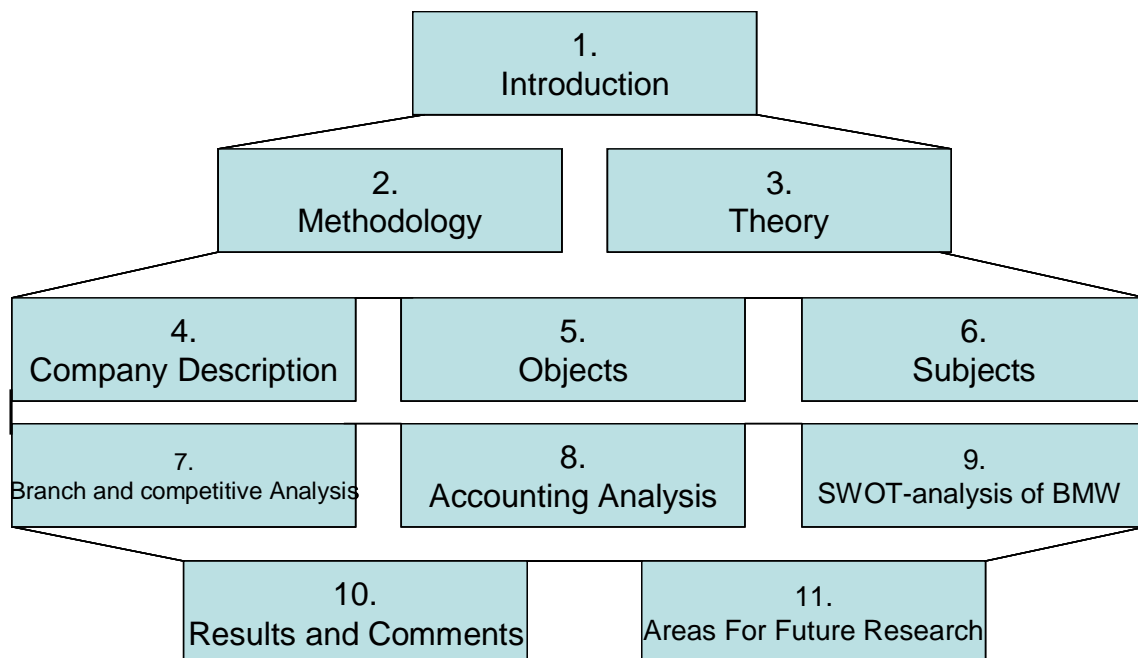 1.
Introduction
2.
Methodology
3.
Theory
4.
Company Description
5.
Objects
6.
Subjects
7.
Branch and competitive Analysis
8.
Accounting Analysis
9.
SWOT-analysis of BMW
10.
Results and Comments
11.
Areas For Future Research